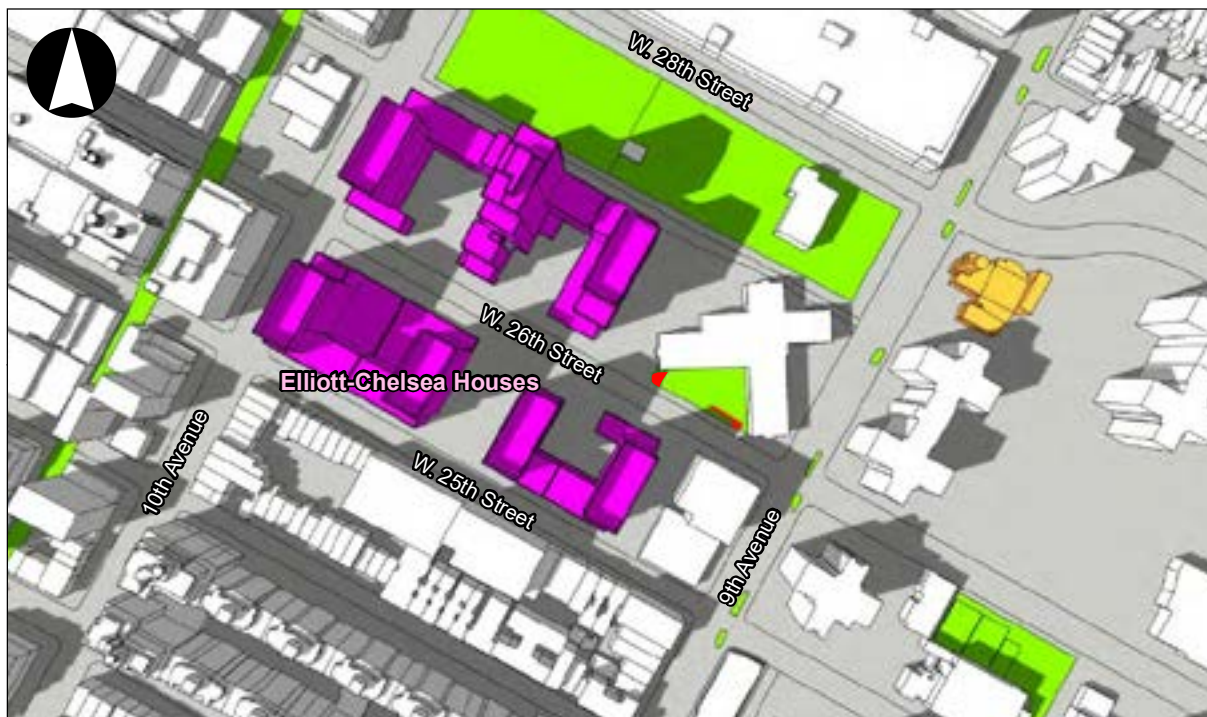 W. 28th Street
W. 26th Street
Elliott-Chelsea Houses
10th Avenue
W. 25th Street
9th Avenue